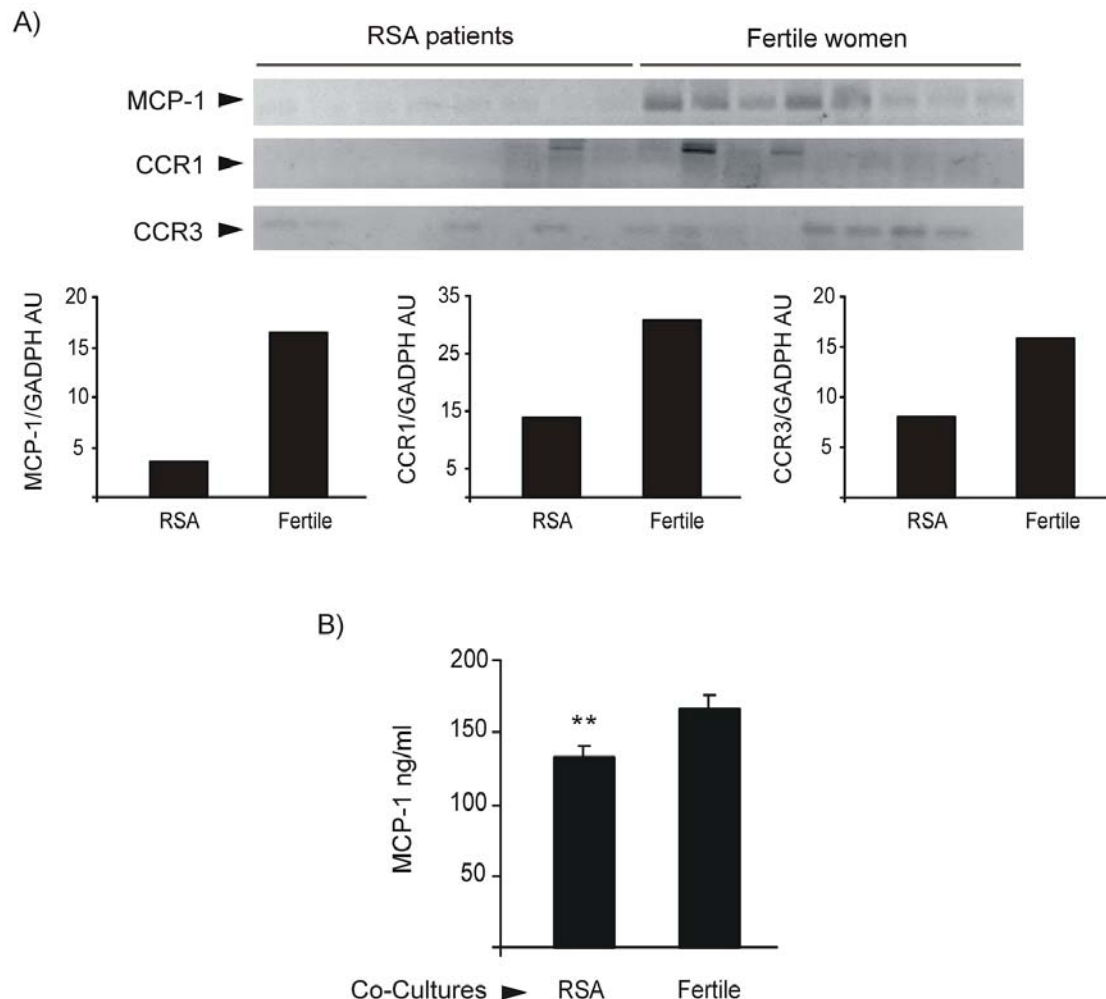 A)
RSA patients Fertile women
MCP-1 ►
CCR1 ►
CCR3 ►
MCP-1/GADPH AU
20
15
10
5
RSA Fertile
CCR1/GADPH AU
35
25
15
5
RSA Fertile
CCR3/GADPH AU
20
15
10
5
RSA Fertile
B)
MCP-1 ng/ml
200
150
100
50
**
Co-Cultures ► RSA Fertile